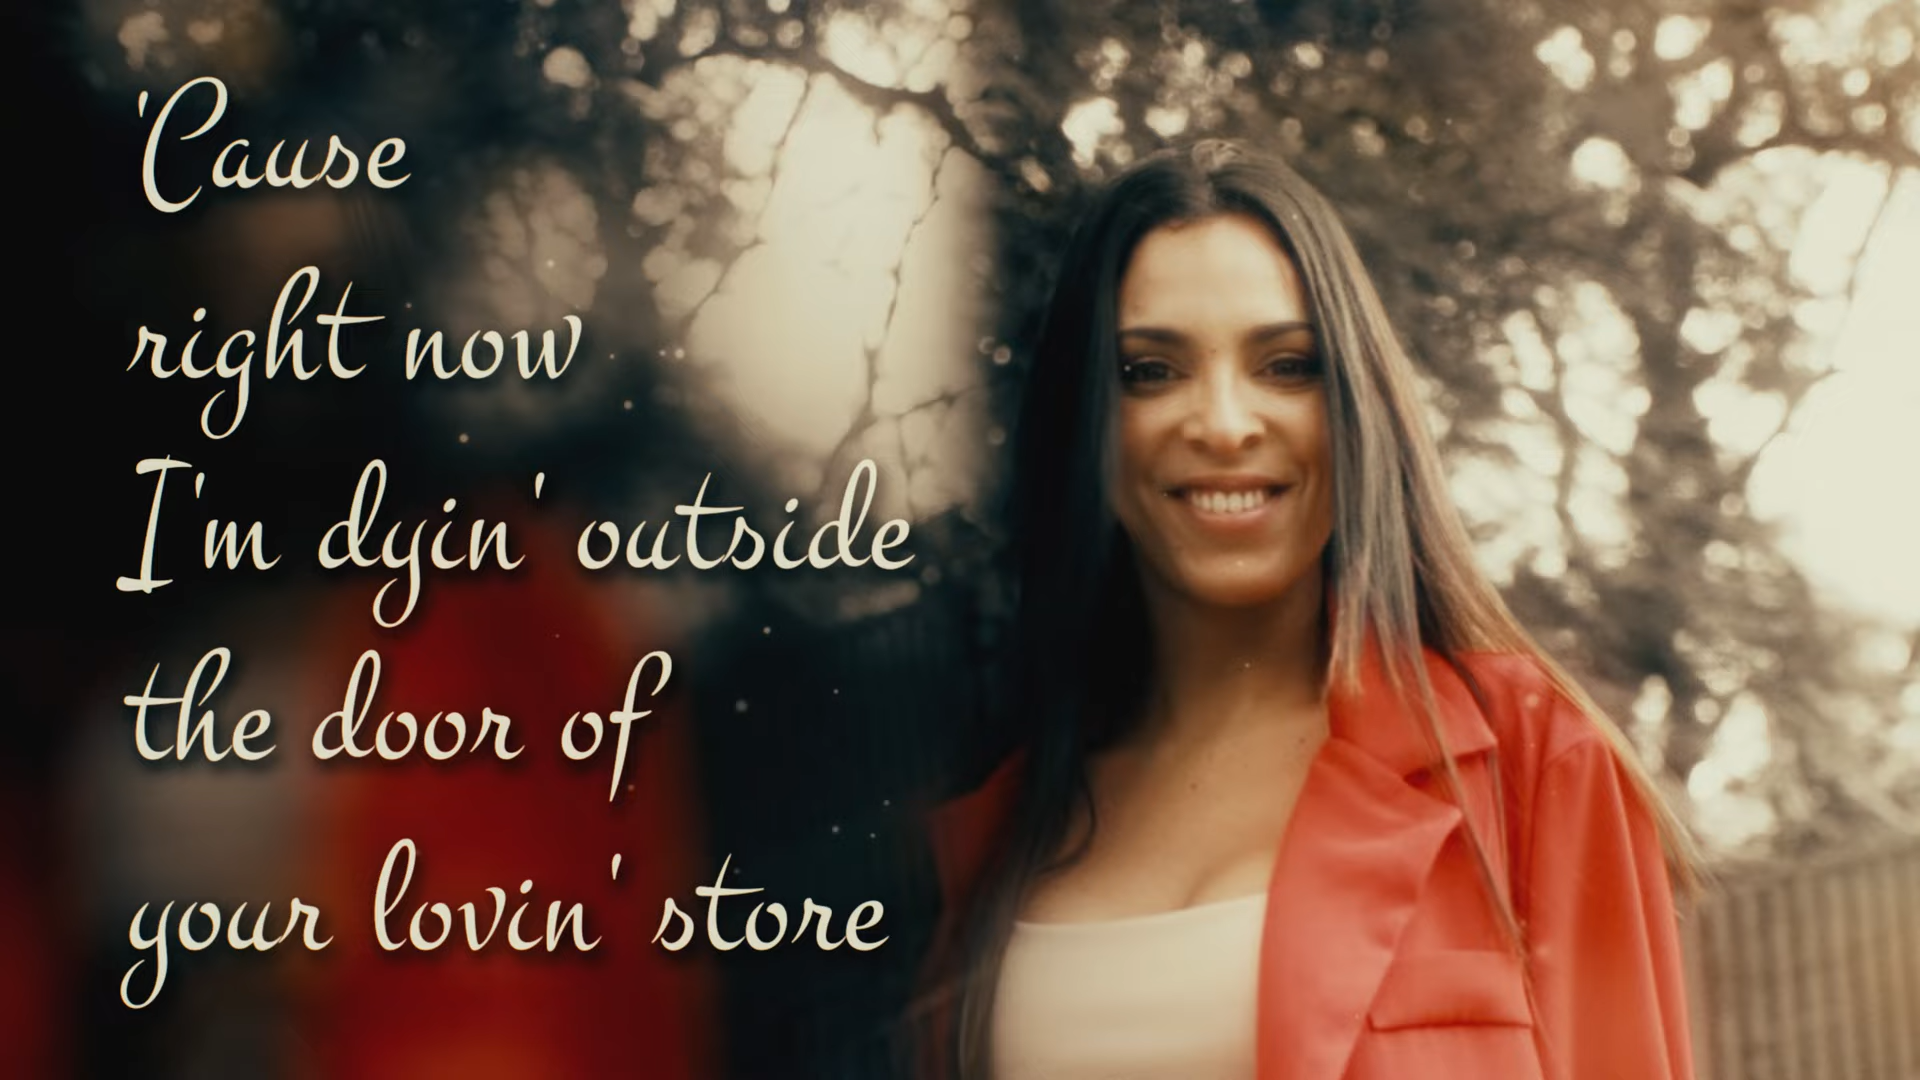 'Cause
right now
I'm dyin' outside
the door of
your lovin' store